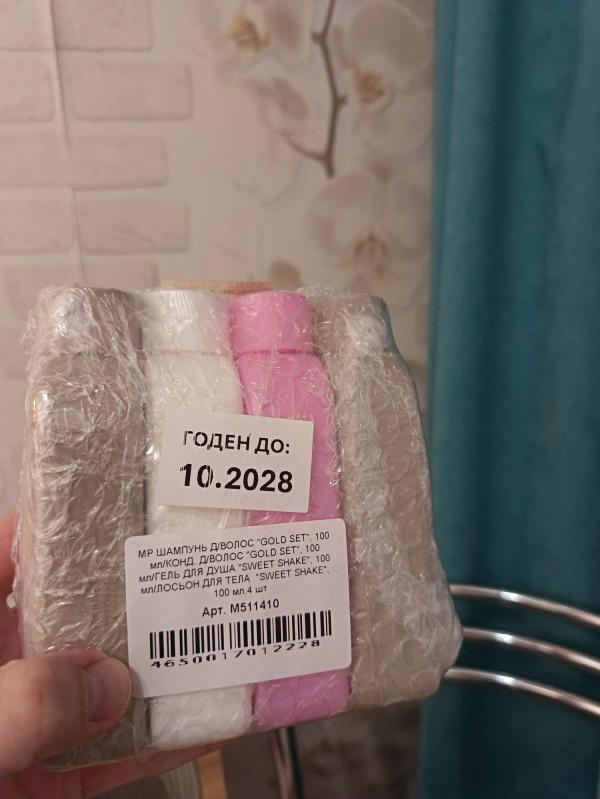 ГОДЕН ДО:
10.2028
МР ШАМПУНЬ Д/ВОЛОС "GOLD SET", 100
мл/КОНД. Д/ВОЛОС "GOLD SET", 100
мл/ГЕЛЬ ДЛЯ ДУША "SWEET SHAKE", 100
мл/ЛОСЬОН ДЛЯ ТЕЛА "SWEET SHAKE",
100 мл,4 шт
Арт. М511410
4650017012228